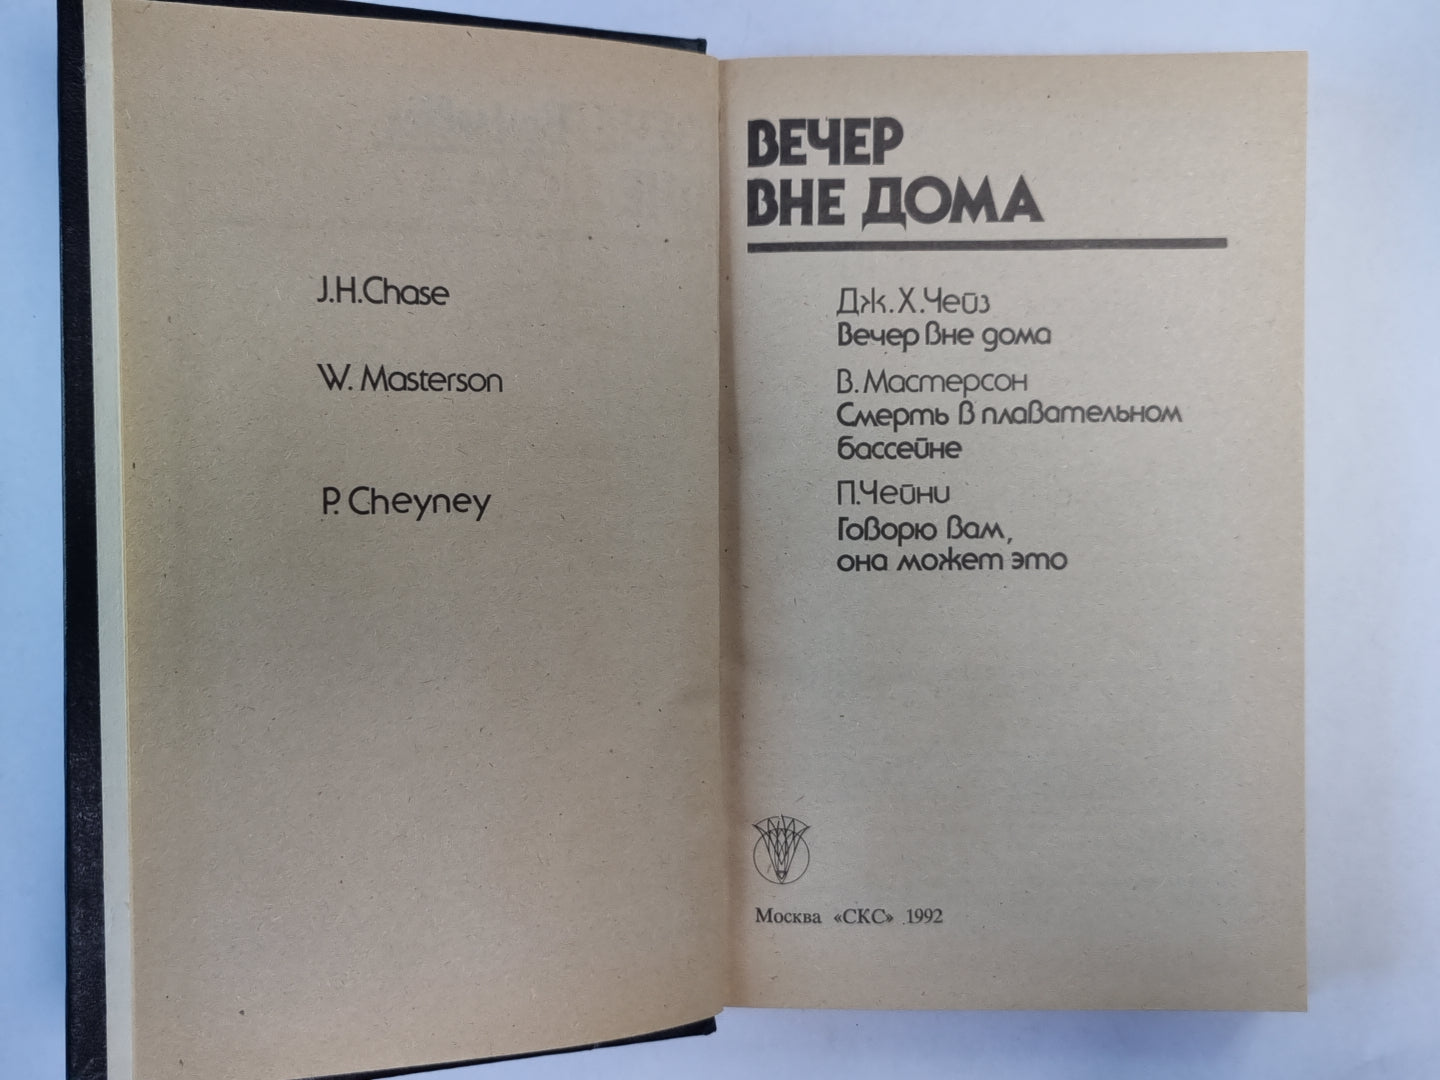 J.H.Chase
W. Masterson
P. Cheyney
ВЕЧЕР
ВНЕ ДОМА
Дж.Х.Чейз
Вечер вне дома
В.Мастерсон
Смерть в плавательном
бассейне
П.Чейни
Говорю вам,
она может это
Москва «СКС» 1992